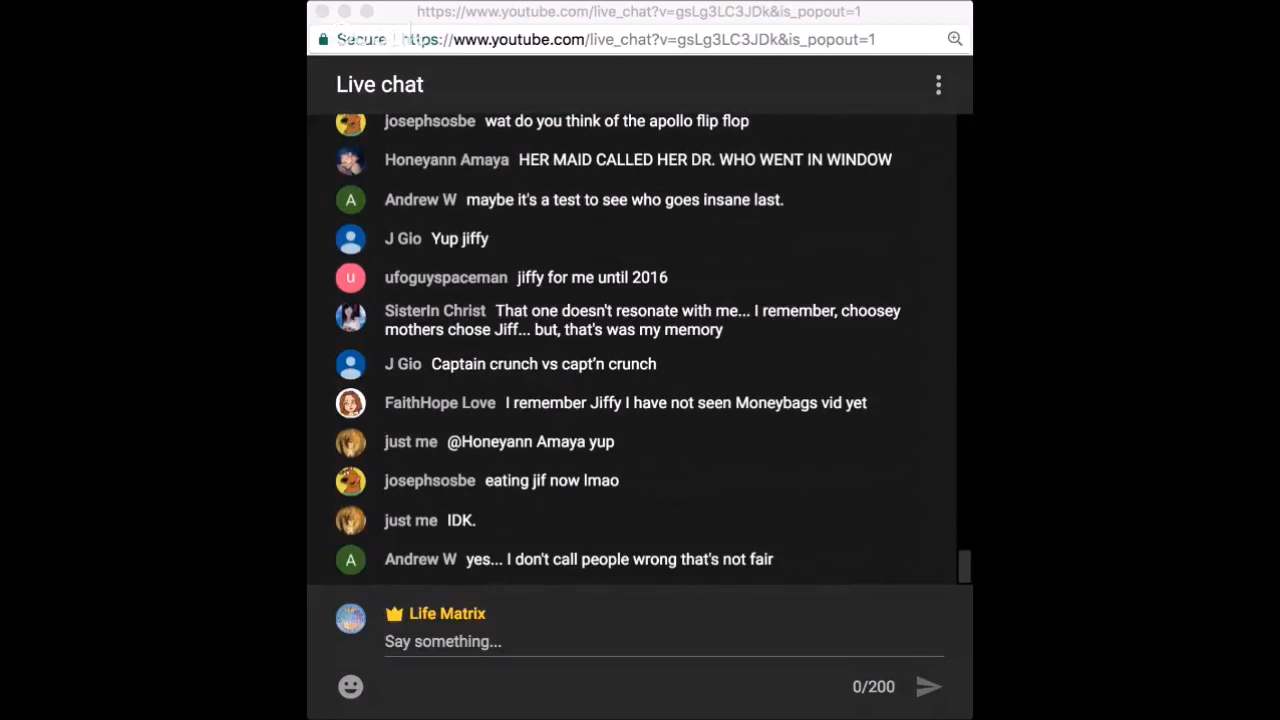 https://www.youtube.com/live_chat?v=gsLg3LC3JDk&is_popout=1
Secure https://www.youtube.com/live_chat?v=gsLg3LC3JDk&is_popout=1
Live chat
josephsosbe wat do you think of the apollo flip flop
Honeyann Amaya HER MAID CALLED HER DR. WHO WENT IN WINDOW
A Andrew W maybe it's a test to see who goes insane last.
J Gio Yup jiffy
u ufoguyspaceman jiffy for me until 2016
SisterIn Christ That one doesn't resonate with me... I remember, choosey
mothers chose Jiff... but, that's was my memory
J Gio Captain crunch vs capt’n crunch
FaithHope Love I remember Jiffy I have not seen Moneybags vid yet
just me @Honeyann Amaya yup
josephsosbe eating jif now lmao
just me IDK.
A Andrew W yes... I don't call people wrong that's not fair
Life Matrix
Say something...
0/200